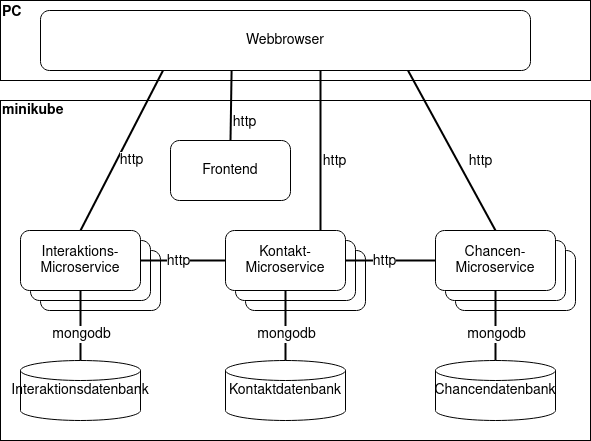 PC
Webbrowser
minikube
http
http
http
http
Frontend
Interaktions-
Microservice
http
Kontakt-
Microservice
http
Chancen-
Microservice
mongodb
mongodb
mongodb
Interaktionsdatenbank
Kontaktdatenbank
Chancendatenbank